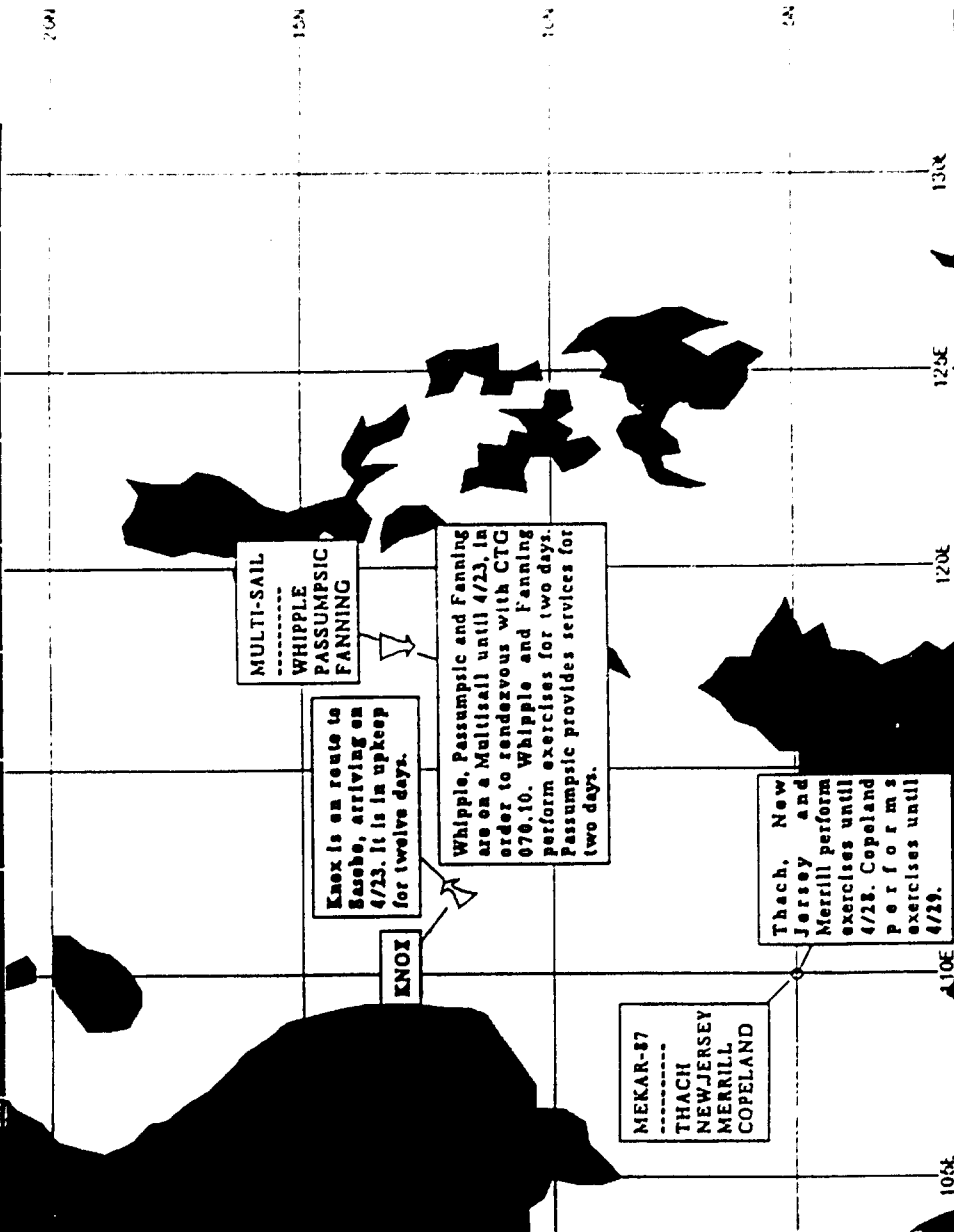 20N
15N
10N
5N
MULTI-SAIL
----------
WHIPPLE
PASSUMPSIC
FANNING
Knox is en route to
Sasebo, arriving on
4/23. It is in upkeep
for twelve days.
KNOX
Whipple, Passumpsic and Fanning
are on a Multisail until 4/23, in
order to rendezvous with CTG
070.10. Whipple and Fanning
perform exercises for two days.
Passumpsic provides services for
two days.
MEKAR-87
----------
THACH
NEWJERSEY
MERRILL
COPELAND
Thach, New
Jersey and
Merrill perform
exercises until
4/28. Copeland
performs
exercises until
4/29.
105E
110E
120E
125E
130E